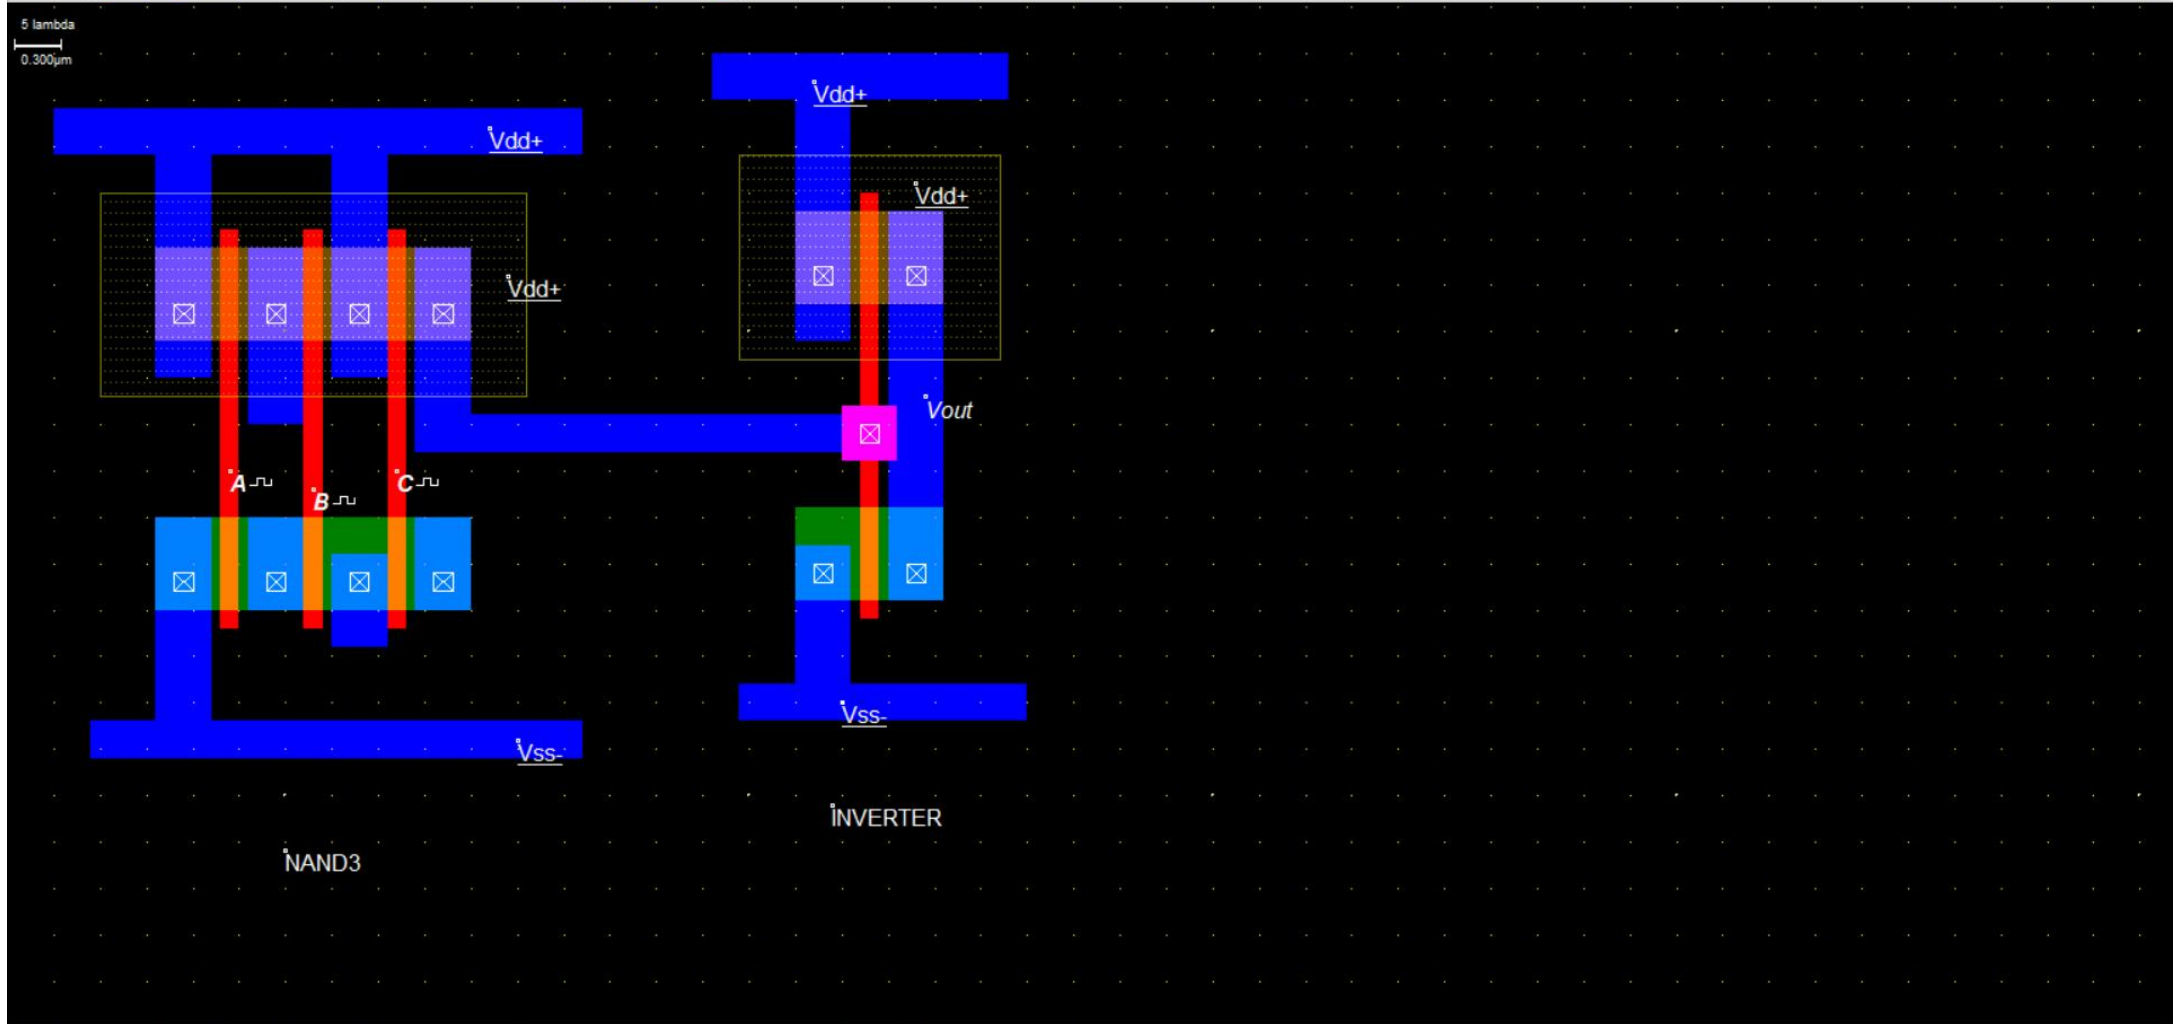 5 lambda
0.300µm
Vdd+
Vdd+
Vdd+
Vdd+
Vout
A
B
C
Vss-
Vss-
INVERTER
NAND3